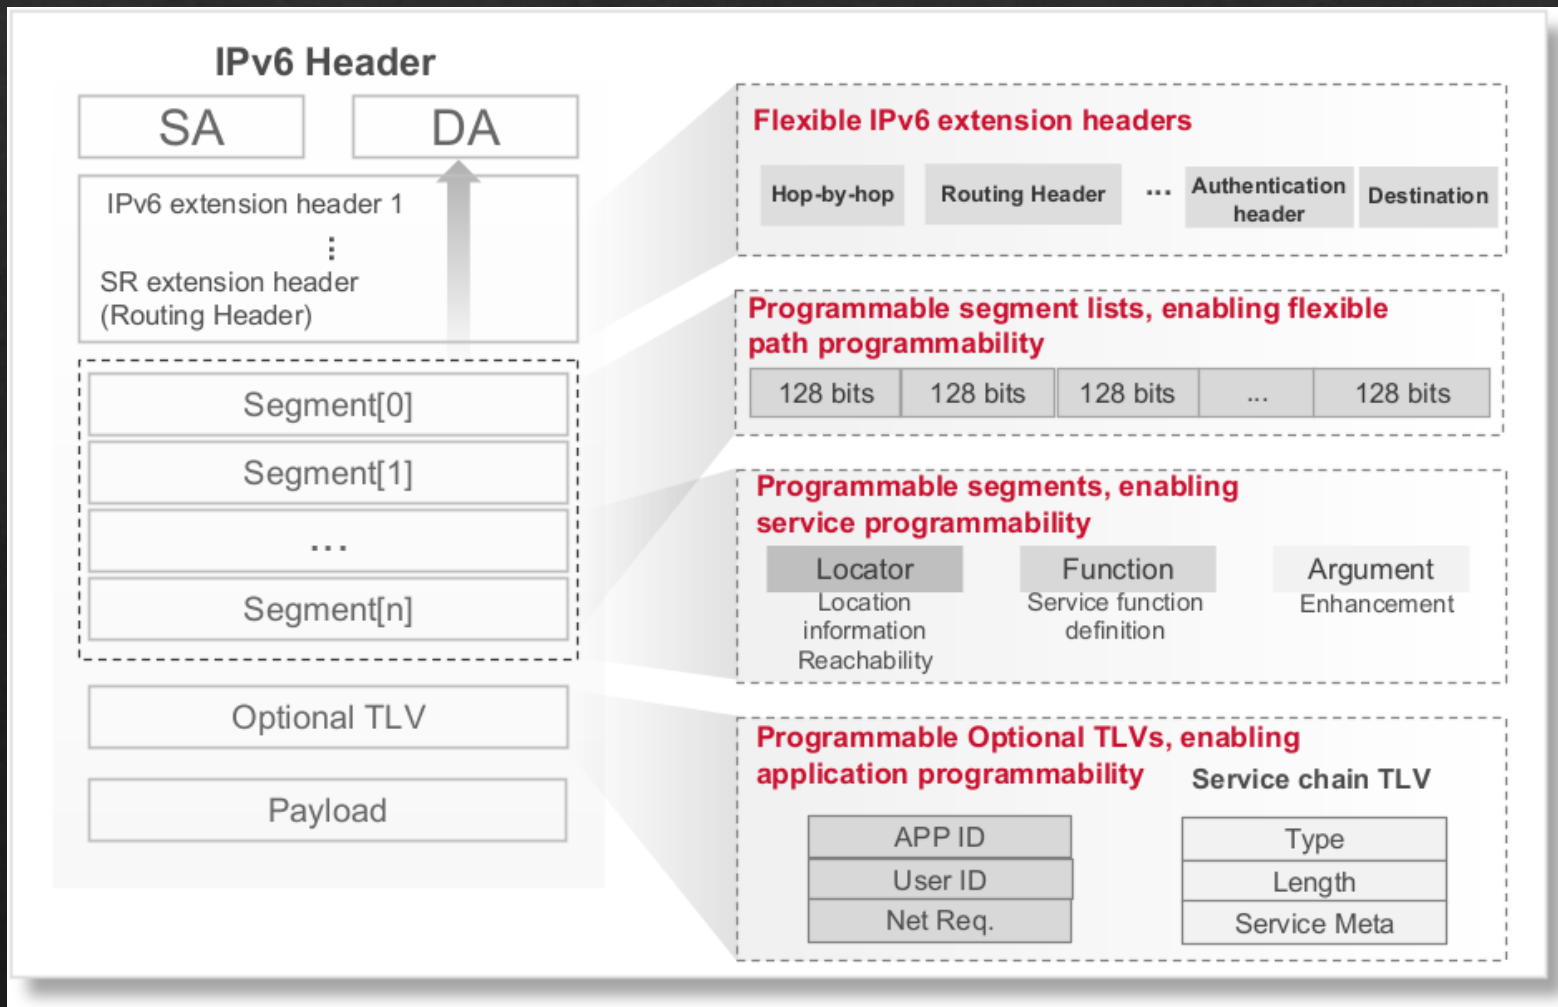 IPv6 Header
SA
DA
IPv6 extension header 1
⋮
SR extension header
(Routing Header)
Segment[0]
Segment[1]
...
Segment[n]
Optional TLV
Payload
Flexible IPv6 extension headers
Hop-by-hop
Routing Header
...
Authentication
header
Destination
Programmable segment lists, enabling flexible
path programmability
128 bits
128 bits
128 bits
...
128 bits
Programmable segments, enabling
service programmability
Locator
Location
information
Reachability
Function
Service function
definition
Argument
Enhancement
Programmable Optional TLVs, enabling
application programmability
APP ID
User ID
Net Req.
Service chain TLV
Type
Length
Service Meta